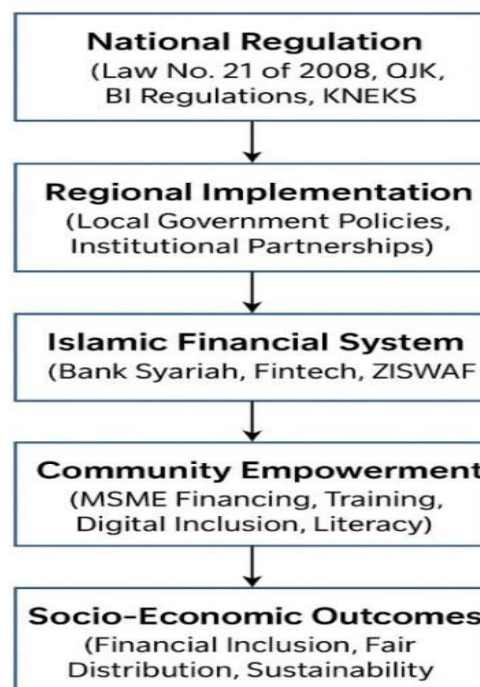 National Regulation
(Law No. 21 of 2008, QJK,
BI Regulations, KNEKS
Regional Implementation
(Local Government Policies,
Institutional Partnerships)
Islamic Financial System
(Bank Syariah, Fintech, ZISWAF
Community Empowerment
(MSME Financing, Training,
Digital Inclusion, Literacy)
Socio-Economic Outcomes
(Financial Inclusion, Fair
Distribution, Sustainability